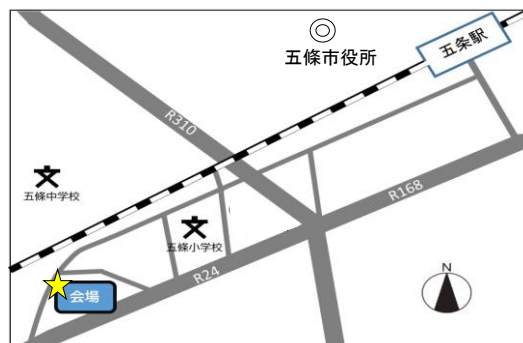 五條市役所
五条駅
R310
五條中学校
R168
五條小学校
R24
会場
N